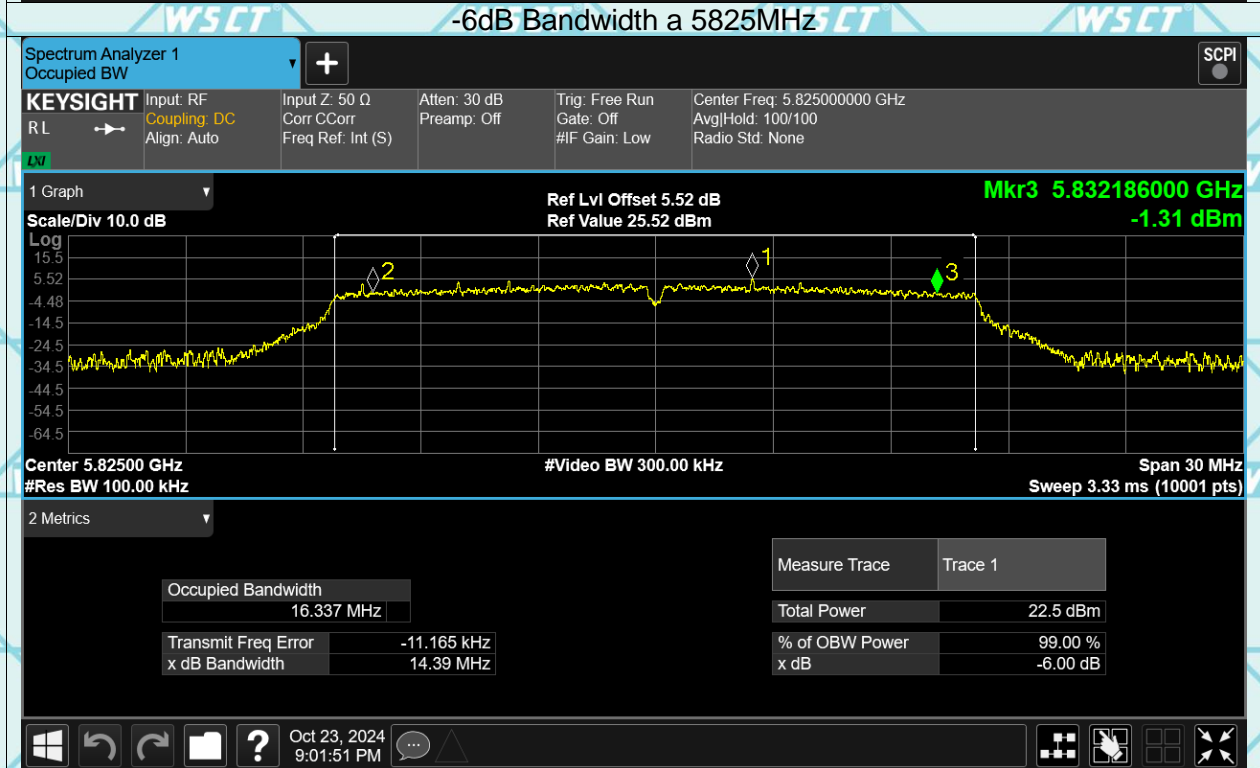 WSCT WSCT WSCT WSCT
-6dB Bandwidth a 5825MHz
Spectrum Analyzer 1
Occupied BW
SCPI
KEYSIGHT Input: RF Input Z: 50 Ω Atten: 30 dB Trig: Free Run Center Freq: 5.825000000 GHz
RL Coupling: DC Corr CCorr Preamp: Off Gate: Off Avg|Hold: 100/100
Align: Auto Freq Ref: Int (S) #IF Gain: Low Radio Std: None
LXI
1 Graph Ref Lvl Offset 5.52 dB Mkr3 5.832186000 GHz
Scale/Div 10.0 dB Ref Value 25.52 dBm -1.31 dBm
Log
15.5
5.52
-4.48
-14.5
-24.5
-34.5
-44.5
-54.5
-64.5
2 1 3
Center 5.82500 GHz #Video BW 300.00 kHz Span 30 MHz
#Res BW 100.00 kHz Sweep 3.33 ms (10001 pts)
2 Metrics
Measure Trace Trace 1
Occupied Bandwidth
16.337 MHz Total Power 22.5 dBm
Transmit Freq Error -11.165 kHz % of OBW Power 99.00 %
x dB Bandwidth 14.39 MHz x dB -6.00 dB
Oct 23, 2024
9:01:51 PM